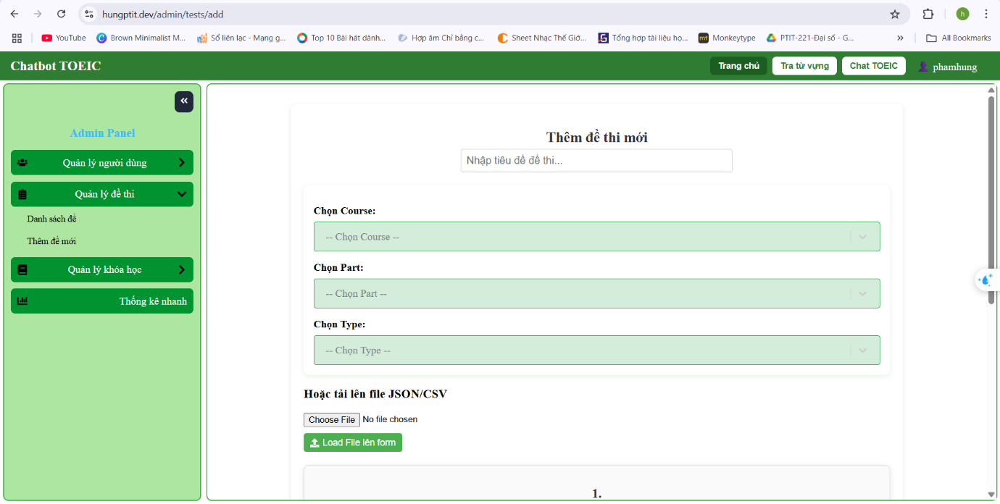 hungptit.dev/admin/tests/add
h
YouTube
Brown Minimalist M...
Sổ liên lạc - Mạng g...
Top 10 Bài hát dành...
Hợp âm Chỉ bằng c...
Sheet Nhạc Thế Giớ...
Tổng hợp tài liệu họ...
mt
Monkeytype
PTIT-221-Đại số - G...
»
All Bookmarks
Chatbot TOEIC
Trang chủ
Tra từ vựng
Chat TOEIC
phamhung
«
Admin Panel
Quản lý người dùng
Quản lý đề thi
Danh sách đề
Thêm đề mới
Quản lý khóa học
Thống kê nhanh
Thêm đề thi mới
Nhập tiêu đề đề thi...
Chọn Course:
-- Chọn Course --
Chọn Part:
-- Chọn Part --
Chọn Type:
-- Chọn Type --
Hoặc tải lên file JSON/CSV
Choose File No file chosen
Load File lên form
1.